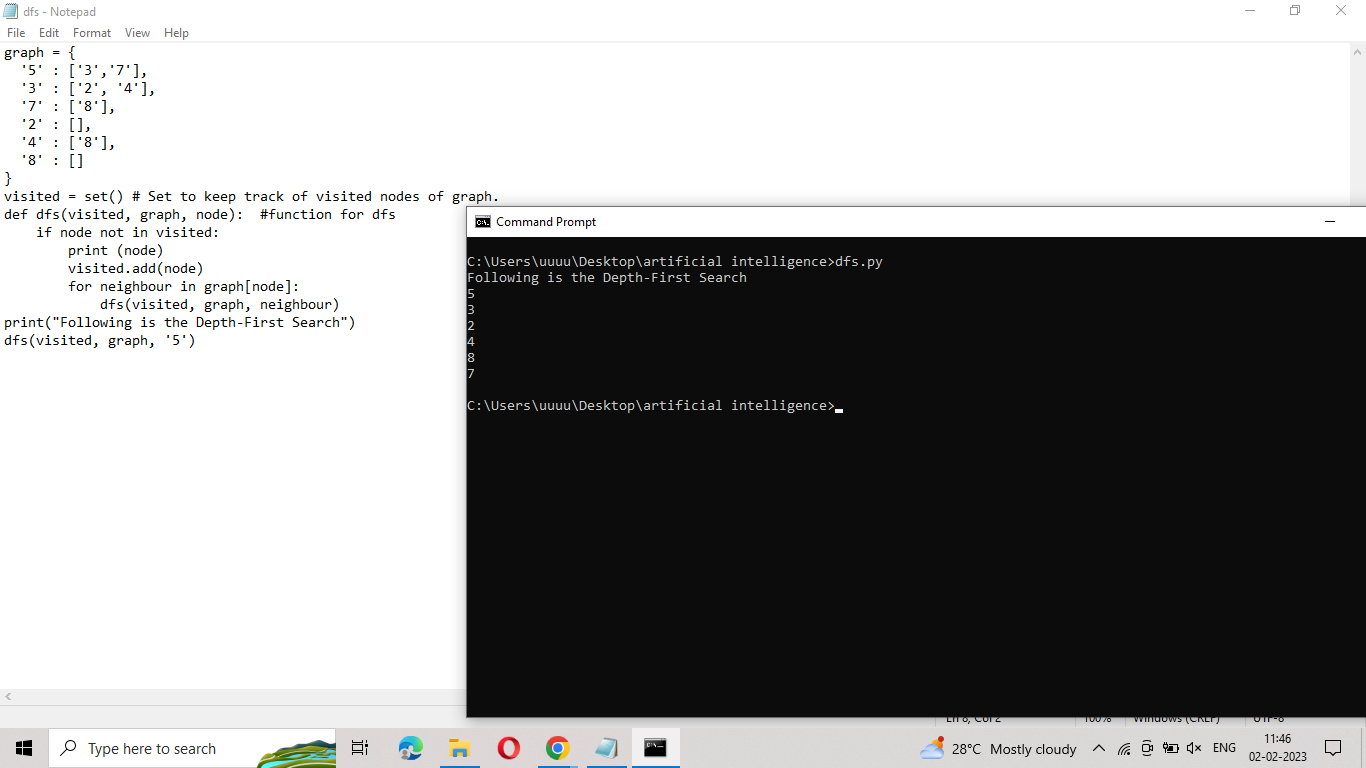 dfs - Notepad
File Edit Format View Help
graph = {
  '5' : ['3','7'],
  '3' : ['2', '4'],
  '7' : ['8'],
  '2' : [],
  '4' : ['8'],
  '8' : []
}
visited = set() # Set to keep track of visited nodes of graph.
def dfs(visited, graph, node):  #function for dfs
    if node not in visited:
        print (node)
        visited.add(node)
        for neighbour in graph[node]:
            dfs(visited, graph, neighbour)
print("Following is the Depth-First Search")
dfs(visited, graph, '5')
Command Prompt
C:\Users\uuuu\Desktop\artificial intelligence>dfs.py
Following is the Depth-First Search
5
3
2
4
8
7
C:\Users\uuuu\Desktop\artificial intelligence>
Ln 8, Col 2 100% Windows (CRLF) UTF-8
Type here to search
28°C Mostly cloudy
ENG
11:46
02-02-2023